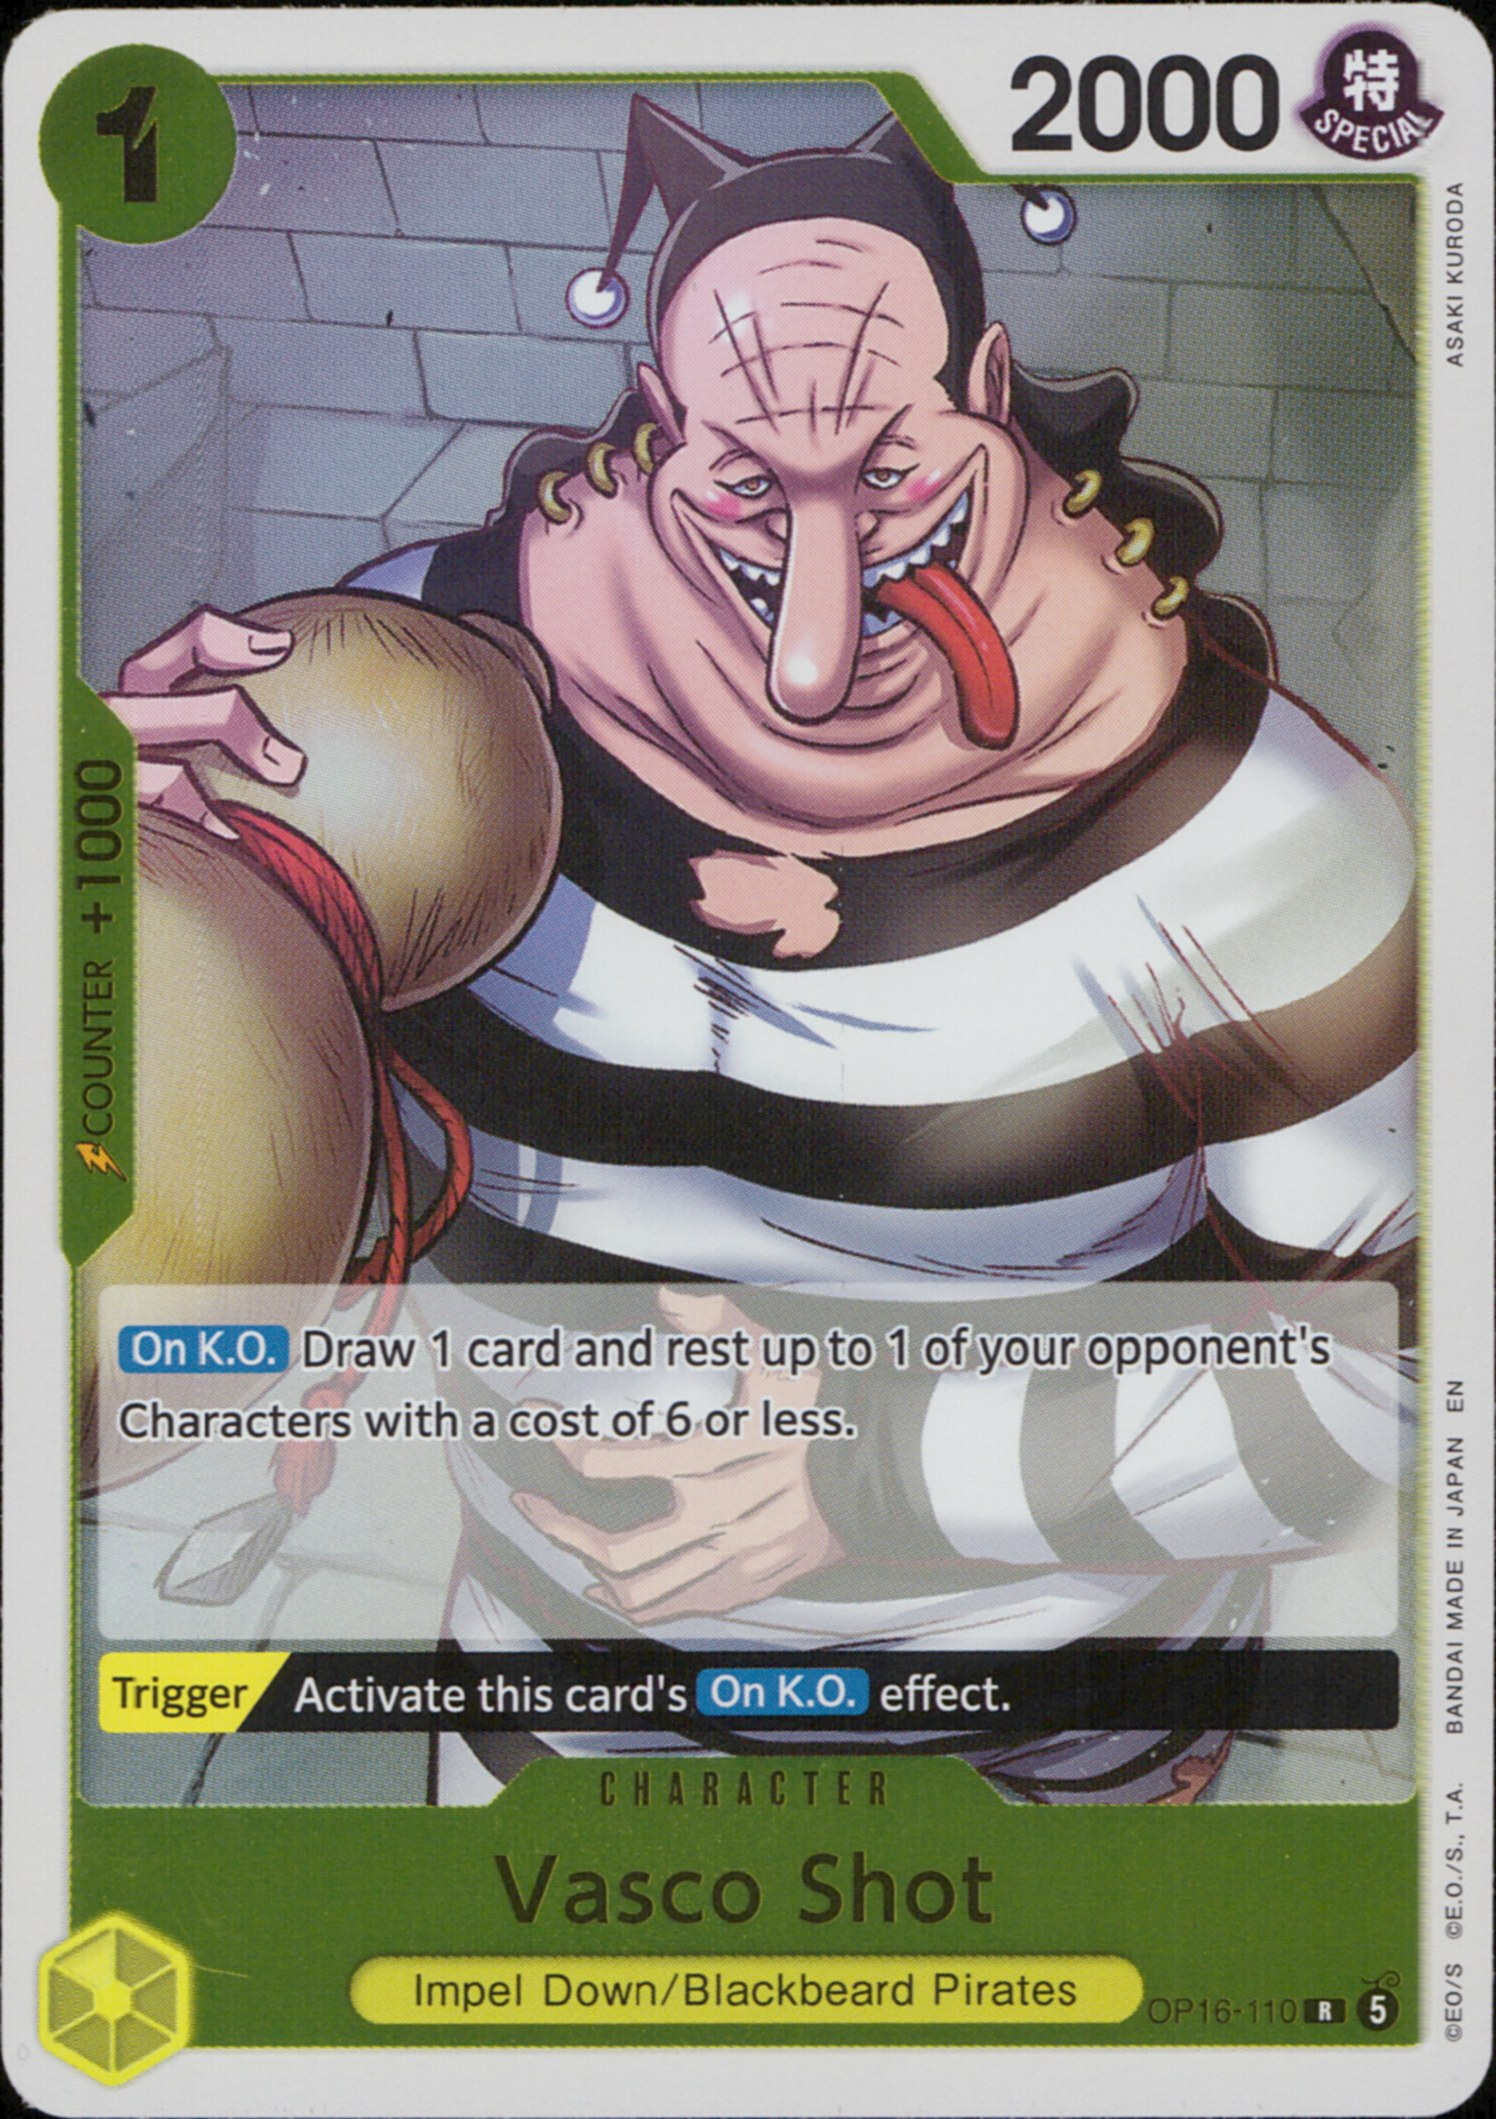 1
2000
特
SPECIAL
ASAKI KURODA
COUNTER +1000
On K.O. Draw 1 card and rest up to 1 of your opponent's
Characters with a cost of 6 or less.
Trigger Activate this card's On K.O. effect.
CHARACTER
Vasco Shot
Impel Down/Blackbeard Pirates
OP16-110 R 5
©EO/S ©E.O./S., T.A. BANDAI MADE IN JAPAN EN